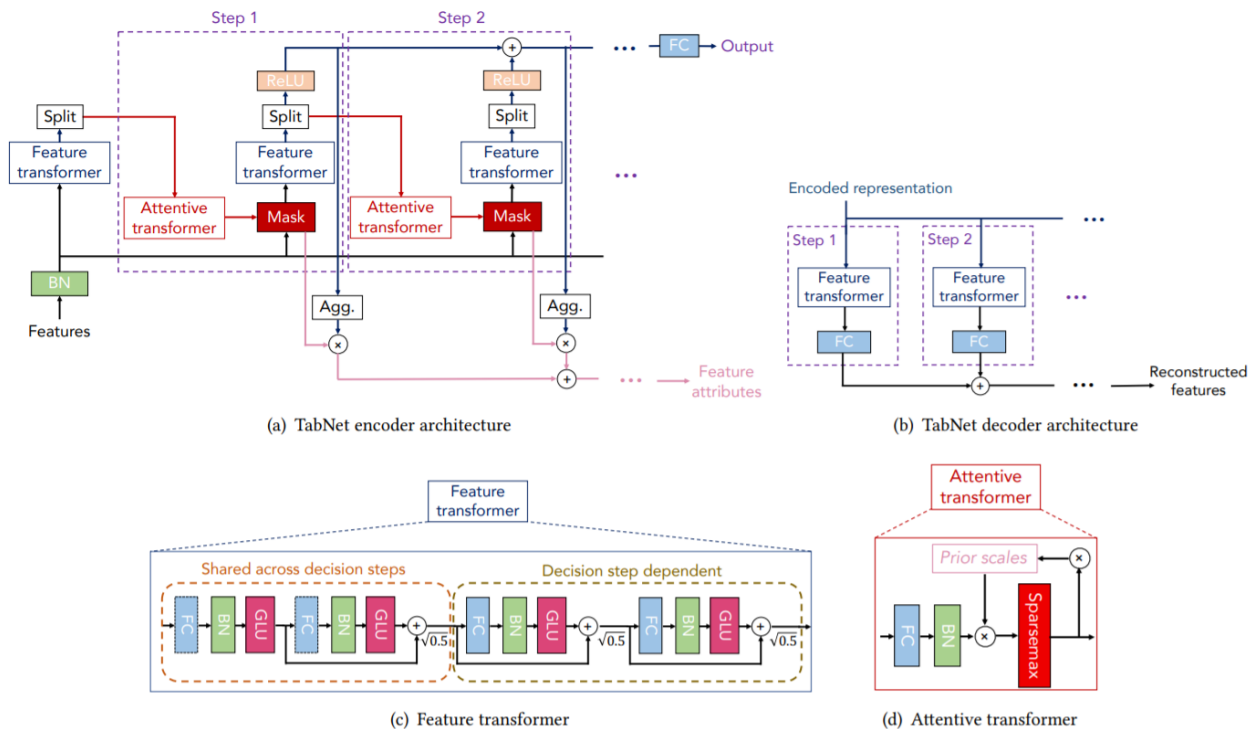 Step 1
Step 2
FC
Output
ReLU
ReLU
Split
Split
Split
Feature
transformer
Feature
transformer
Feature
transformer
...
Attentive
transformer
Mask
Attentive
transformer
Mask
BN
Features
Agg.
Agg.
×
×
+
+
...
...
Feature
attributes
(a) TabNet encoder architecture
Encoded representation
...
Step 1
Step 2
Feature
transformer
Feature
transformer
...
FC
FC
+
...
Reconstructed
features
(b) TabNet decoder architecture
Feature
transformer
Shared across decision steps
Decision step dependent
FC
BN
GLU
FC
BN
GLU
+
√0.5
FC
BN
GLU
+
√0.5
FC
BN
GLU
+
√0.5
(c) Feature transformer
Attentive
transformer
Prior scales
×
FC
BN
×
Sparsemax
(d) Attentive transformer